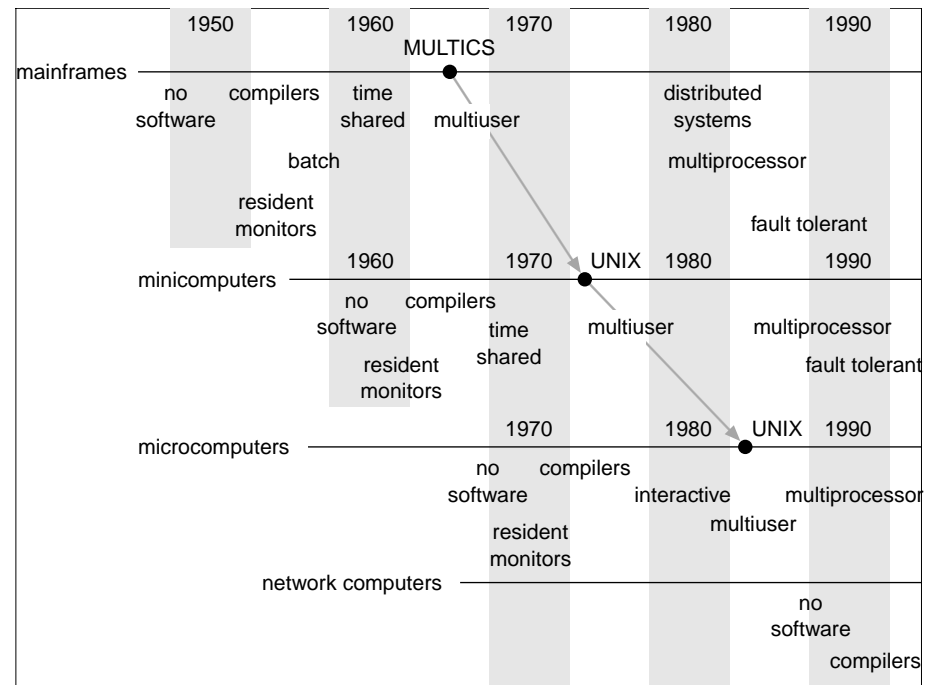 1950 1960 1970 1980 1990
MULTICS
mainframes
no compilers time distributed
software shared multiuser systems
batch multiprocessor
resident
monitors fault tolerant
1960 1970 UNIX 1980 1990
minicomputers
no compilers
software time multiuser multiprocessor
shared
resident fault tolerant
monitors
1970 1980 UNIX 1990
microcomputers
no compilers
software interactive multiprocessor
multiuser
resident
monitors
network computers
no
software
compilers